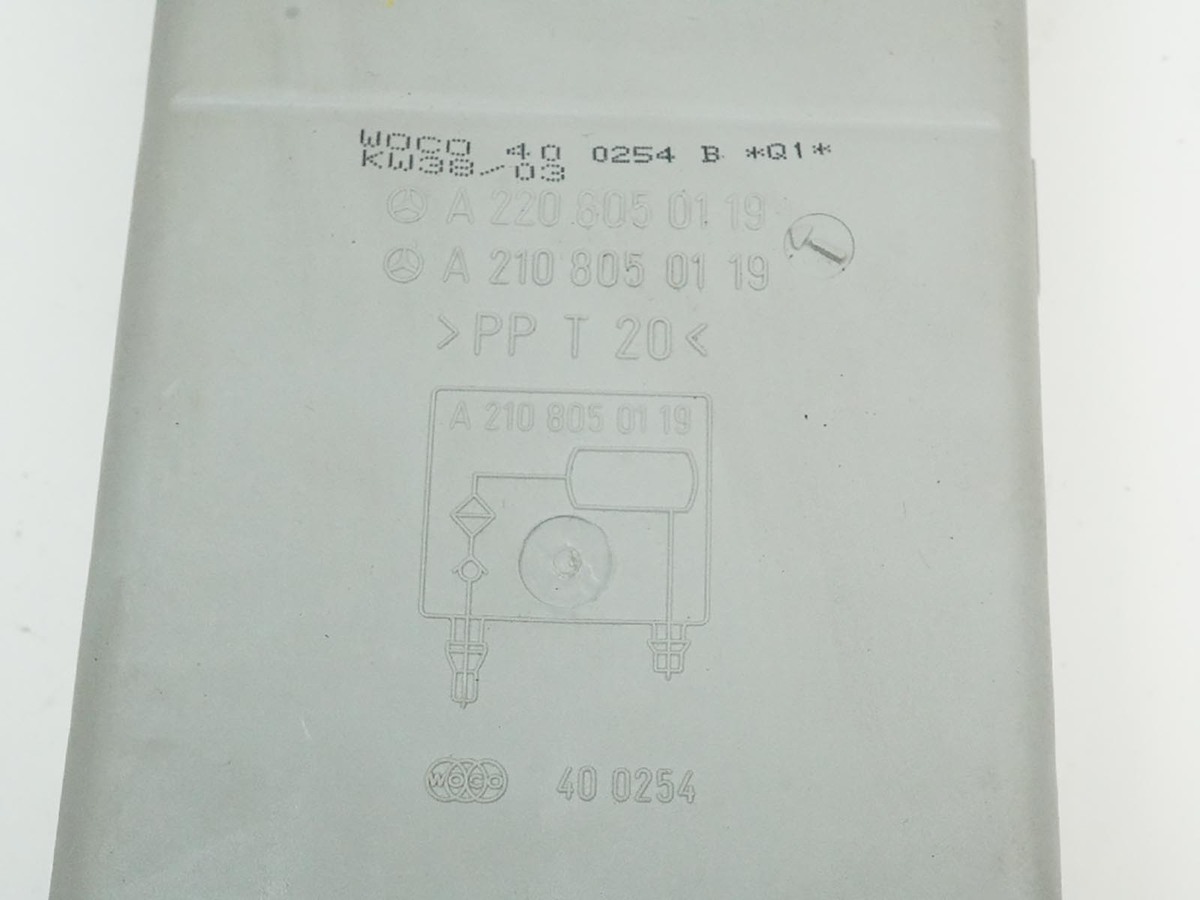 WOCO 40 0254 B *Q1*
KW38/03
A 220 805 01 19
A 210 805 01 19
>PP T 20<
A 210 805 01 19
WOCO 40 0254